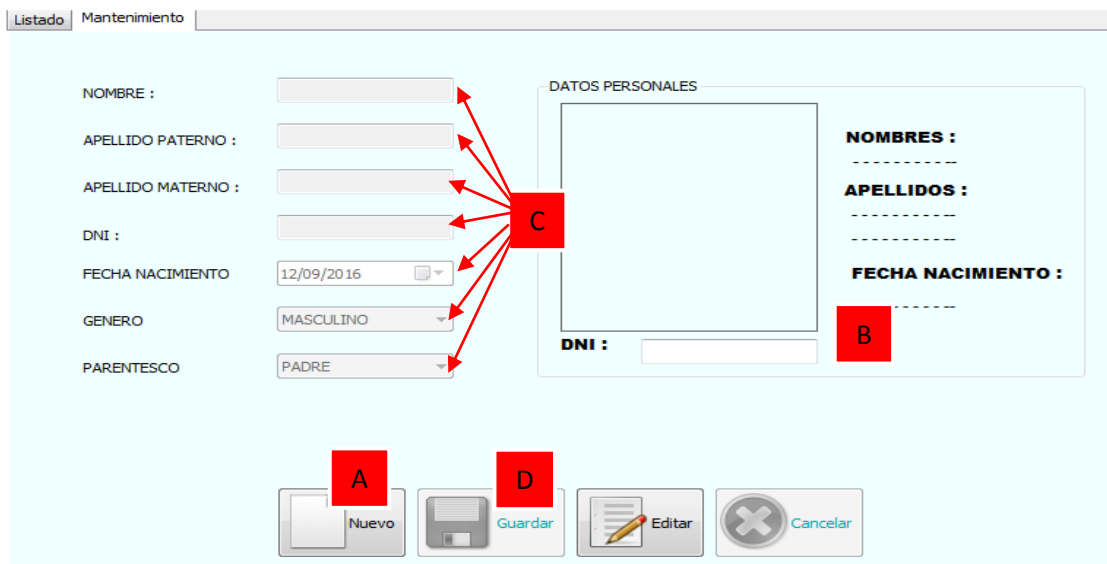 Listado Mantenimiento
NOMBRE :
APELLIDO PATERNO :
APELLIDO MATERNO :
DNI :
FECHA NACIMIENTO 12/09/2016
GENERO MASCULINO
PARENTESCO PADRE
C
DATOS PERSONALES
NOMBRES :
- - - - - - - - - - --
APELLIDOS :
- - - - - - - - - - --
- - - - - - - - - - --
FECHA NACIMIENTO :
- - - - - - --
B
DNI :
A
D
Nuevo Guardar Editar Cancelar